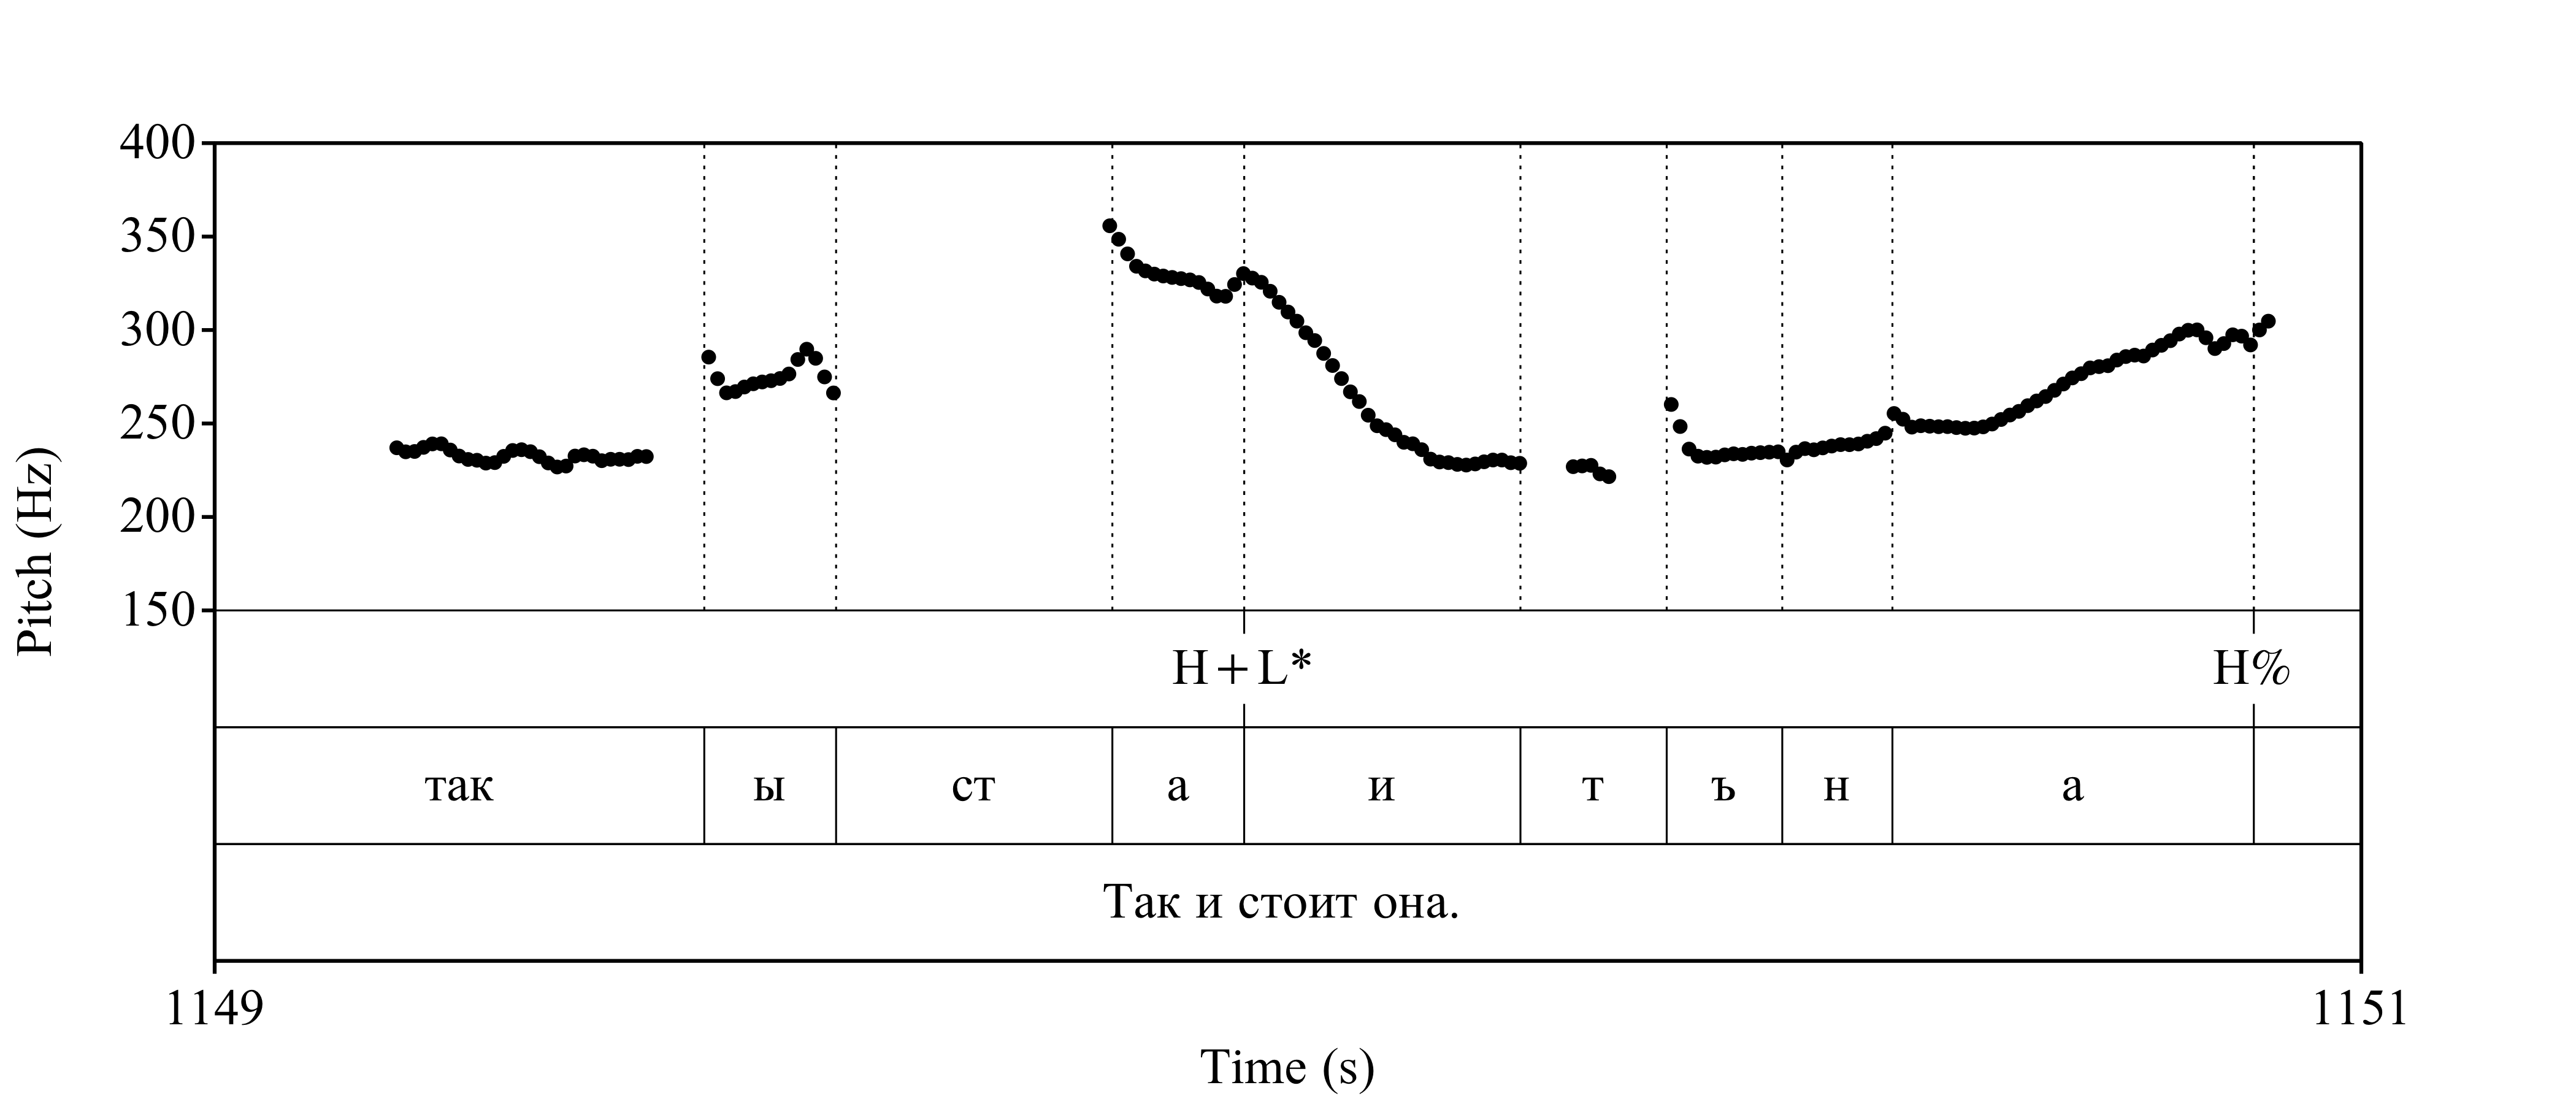 400
350
300
250
200
150
Pitch (Hz)
H+L* H%
так ы ст а и т ъ н а
Так и стоит она.
1149 1151
Time (s)